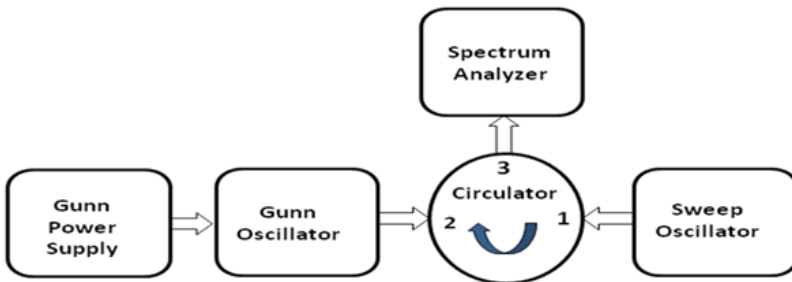 Spectrum
Analyzer
3
Circulator
2
1
Gunn
Power
Supply
Gunn
Oscillator
Sweep
Oscillator